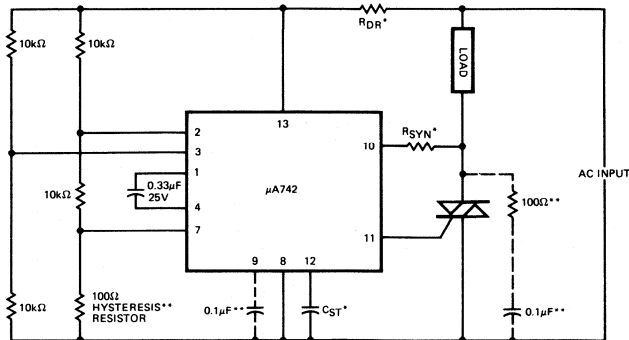 10kΩ
10kΩ
RDR*
LOAD
13
2
3
1
4
7
μA742
10
RSYN*
0.33μF
25V
10kΩ
AC INPUT
100Ω**
11
9
8
12
10kΩ
100Ω
HYSTERESIS**
RESISTOR
0.1μF**
CST*
0.1μF**